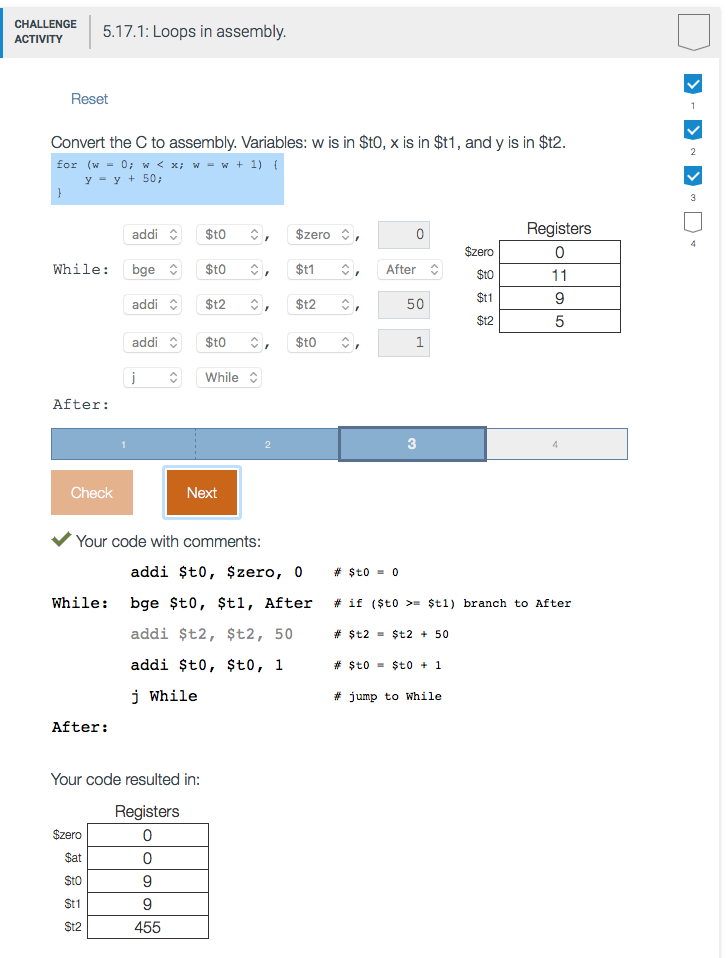 CHALLENGE
ACTIVITY
5.17.1: Loops in assembly.
Reset
1
2
3
4
Convert the C to assembly. Variables: w is in $t0, x is in $t1, and y is in $t2.
for (w = 0; w < x; w = w + 1) {
y = y + 50;
}
addi $t0 , $zero , 0
While: bge $t0 , $t1 , After
addi $t2 , $t2 , 50
addi $t0 , $t0 , 1
j While
After:
Registers
$zero 0
$t0 11
$t1 9
$t2 5
1 2 3 4
Check Next
Your code with comments:
addi $t0, $zero, 0 # $t0 = 0
While: bge $t0, $t1, After # if ($t0 >= $t1) branch to After
addi $t2, $t2, 50 # $t2 = $t2 + 50
addi $t0, $t0, 1 # $t0 = $t0 + 1
j While # jump to While
After:
Your code resulted in:
Registers
$zero 0
$at 0
$t0 9
$t1 9
$t2 455